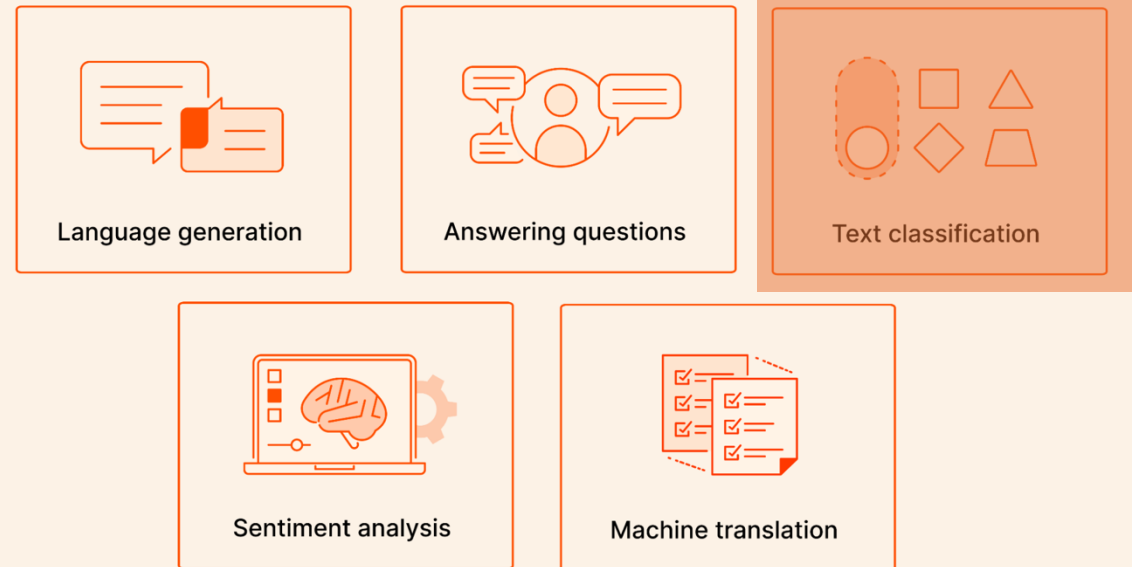 Language generation
Answering questions
Text classification
Sentiment analysis
Machine translation